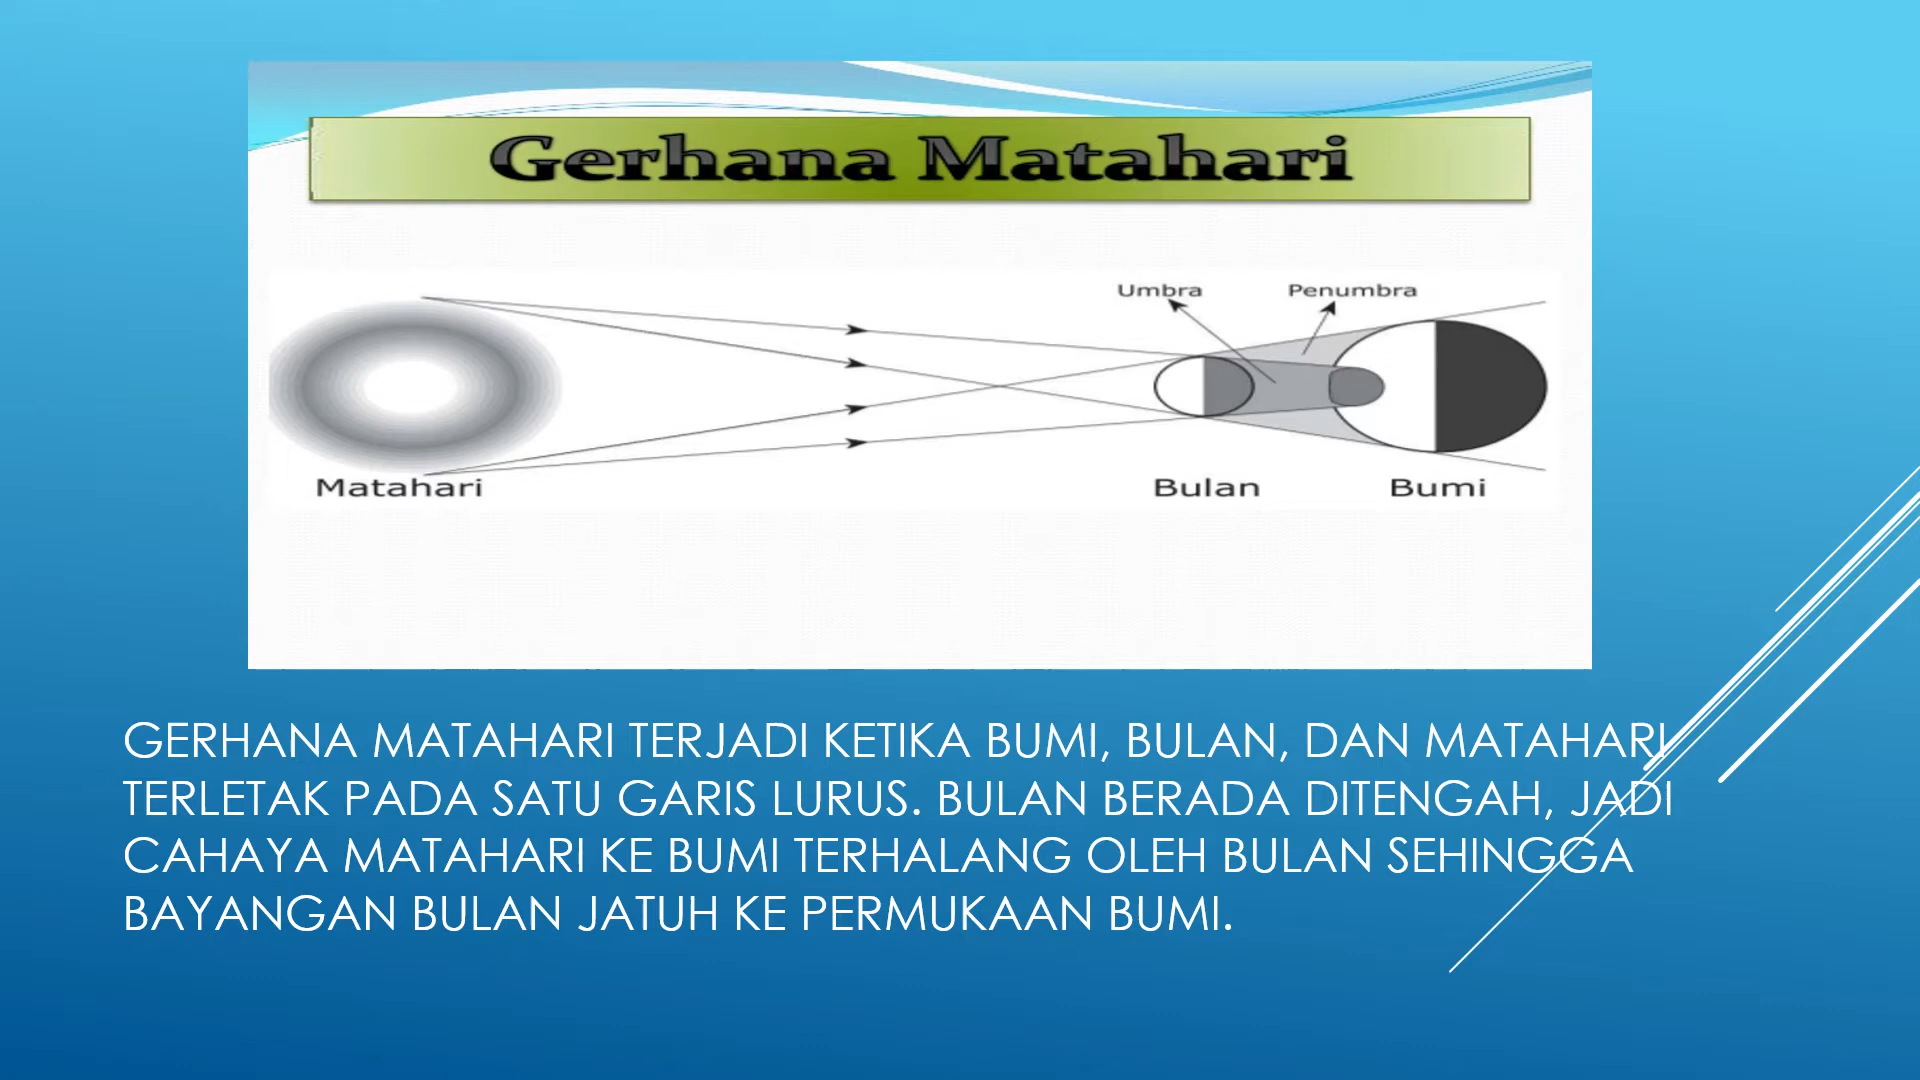 Gerhana Matahari
Umbra
Penumbra
Matahari
Bulan
Bumi
GERHANA MATAHARI TERJADI KETIKA BUMI, BULAN, DAN MATAHARI
TERLETAK PADA SATU GARIS LURUS. BULAN BERADA DITENGAH, JADI
CAHAYA MATAHARI KE BUMI TERHALANG OLEH BULAN SEHINGGA
BAYANGAN BULAN JATUH KE PERMUKAAN BUMI.